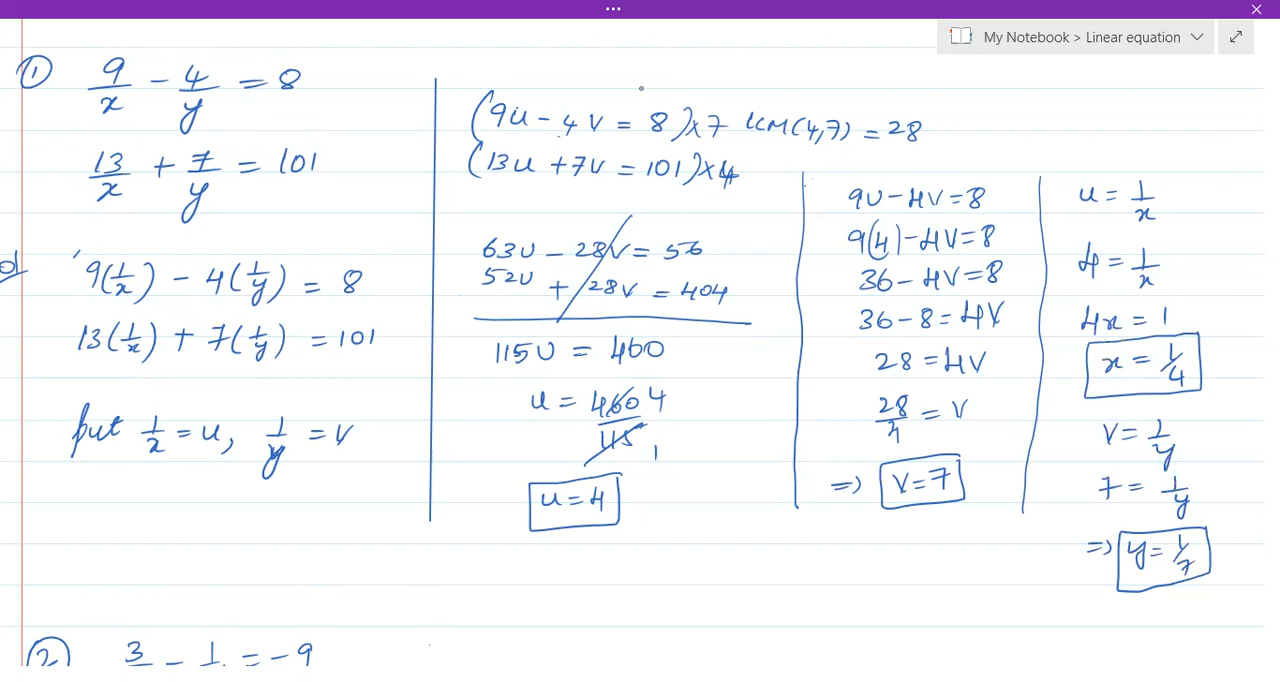 ...
My Notebook > Linear equation
① 9/x - 4/y = 8
13/x + 7/y = 101
9(1/x) - 4(1/y) = 8
13(1/x) + 7(1/y) = 101
put 1/x = u, 1/y = v
(9u - 4v = 8)×7 LCM(4,7) = 28
(13u + 7v = 101)×4
63u - 28v = 56
52u + 28v = 404
115u = 460
u = 460/115 4/1
u = 4
9u - 4v = 8
9(4) - 4v = 8
36 - 4v = 8
36 - 8 = 4v
28 = 4v
28/4 = v
=> v = 7
u = 1/x
4 = 1/x
4x = 1
x = 1/4
v = 1/y
7 = 1/y
=> y = 1/7
② 3 - 1 = -9